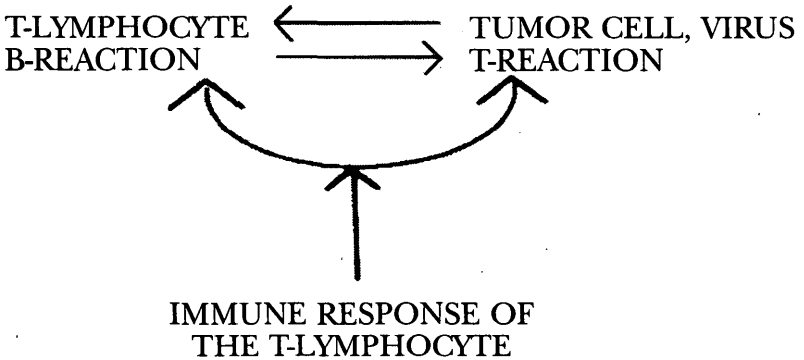 T-LYMPHOCYTE
B-REACTION
TUMOR CELL, VIRUS
T-REACTION
IMMUNE RESPONSE OF
THE T-LYMPHOCYTE